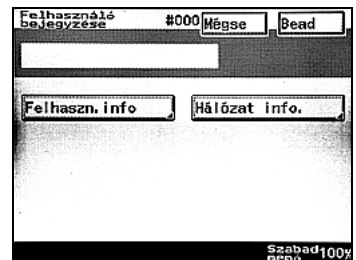 Felhasználó
bejegyzése #000 Mégse Bead
Felhaszn. info Hálózat info.
Szabad 100%